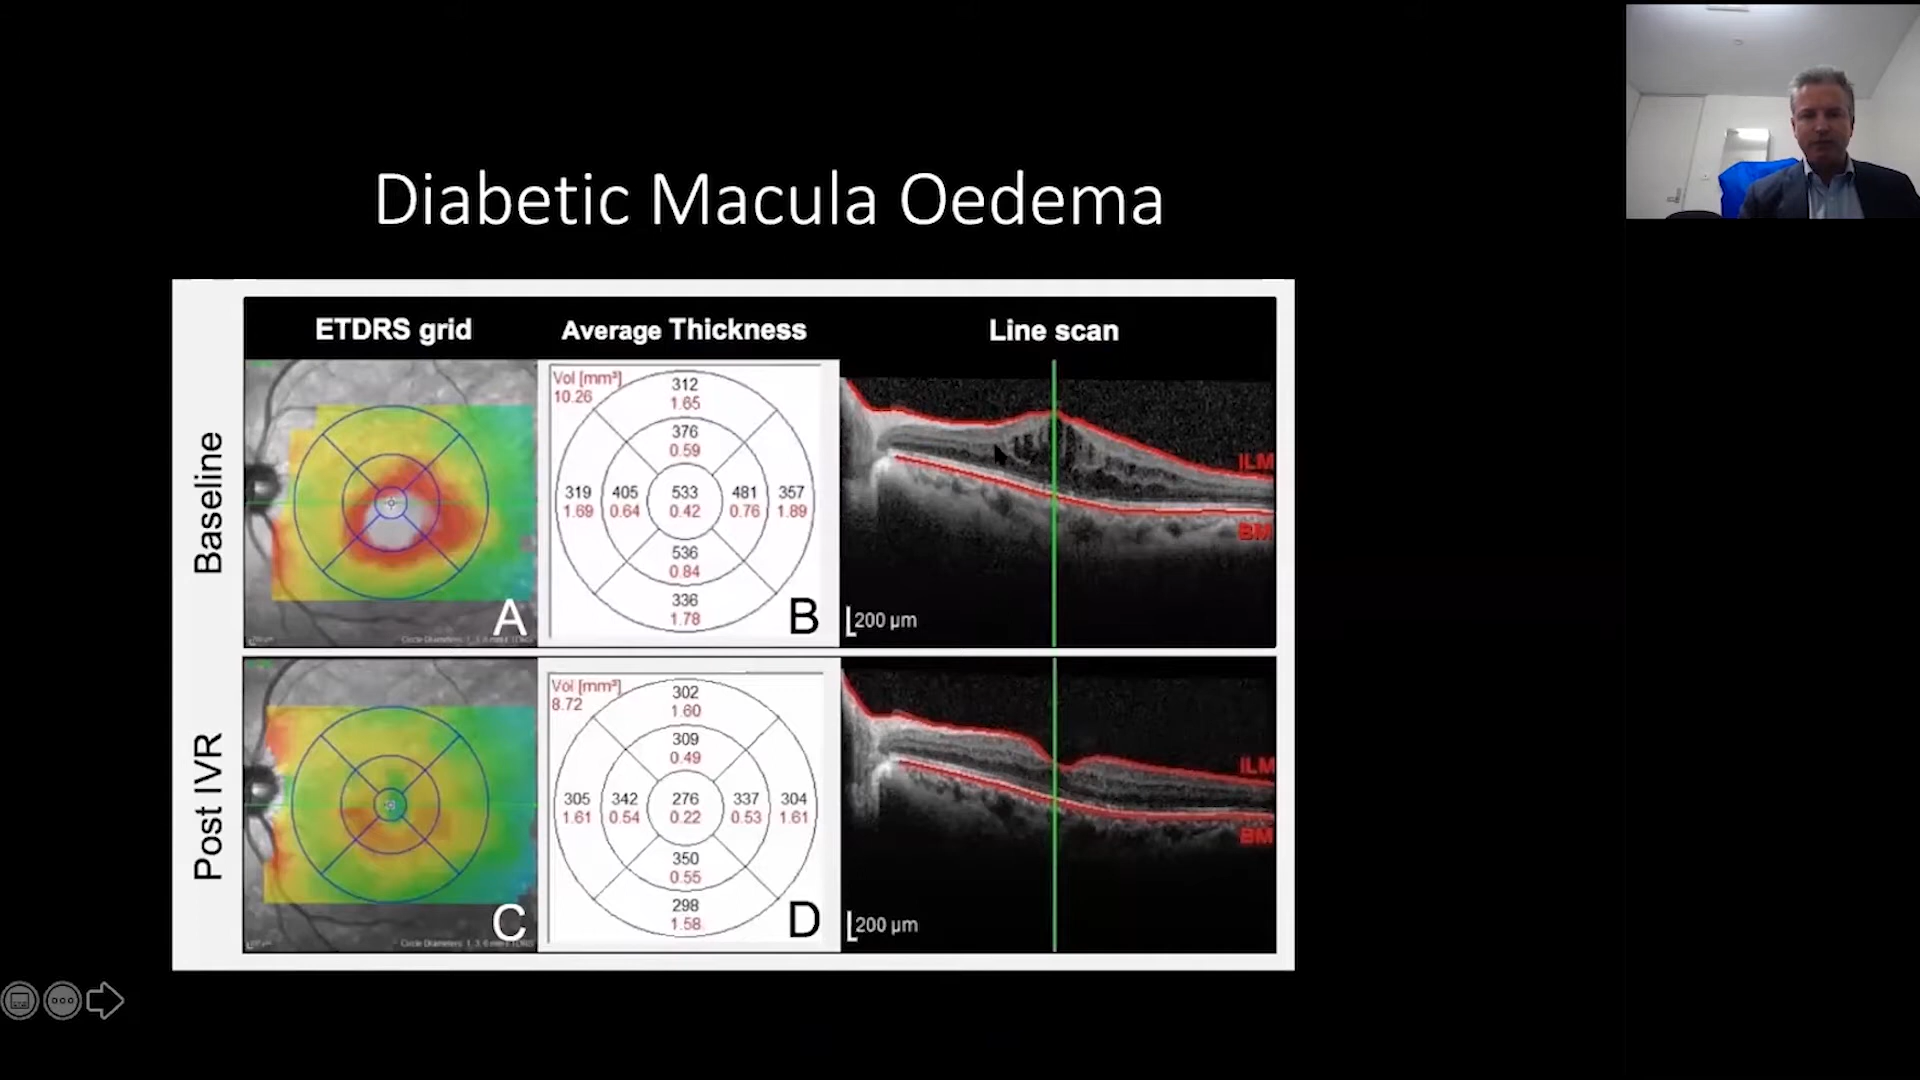 Diabetic Macula Oedema
ETDRS grid
Average Thickness
Line scan
Baseline
A
Vol [mm³]
10.26
312
1.65
376
0.59
319 405 533 481 357
1.69 0.64 0.42 0.76 1.89
536
0.84
336
1.78
B
ILM
BM
200 µm
Post IVR
C
Vol [mm³]
8.72
302
1.60
309
0.49
305 342 276 337 304
1.61 0.54 0.22 0.53 1.61
350
0.55
298
1.58
D
ILM
BM
200 µm